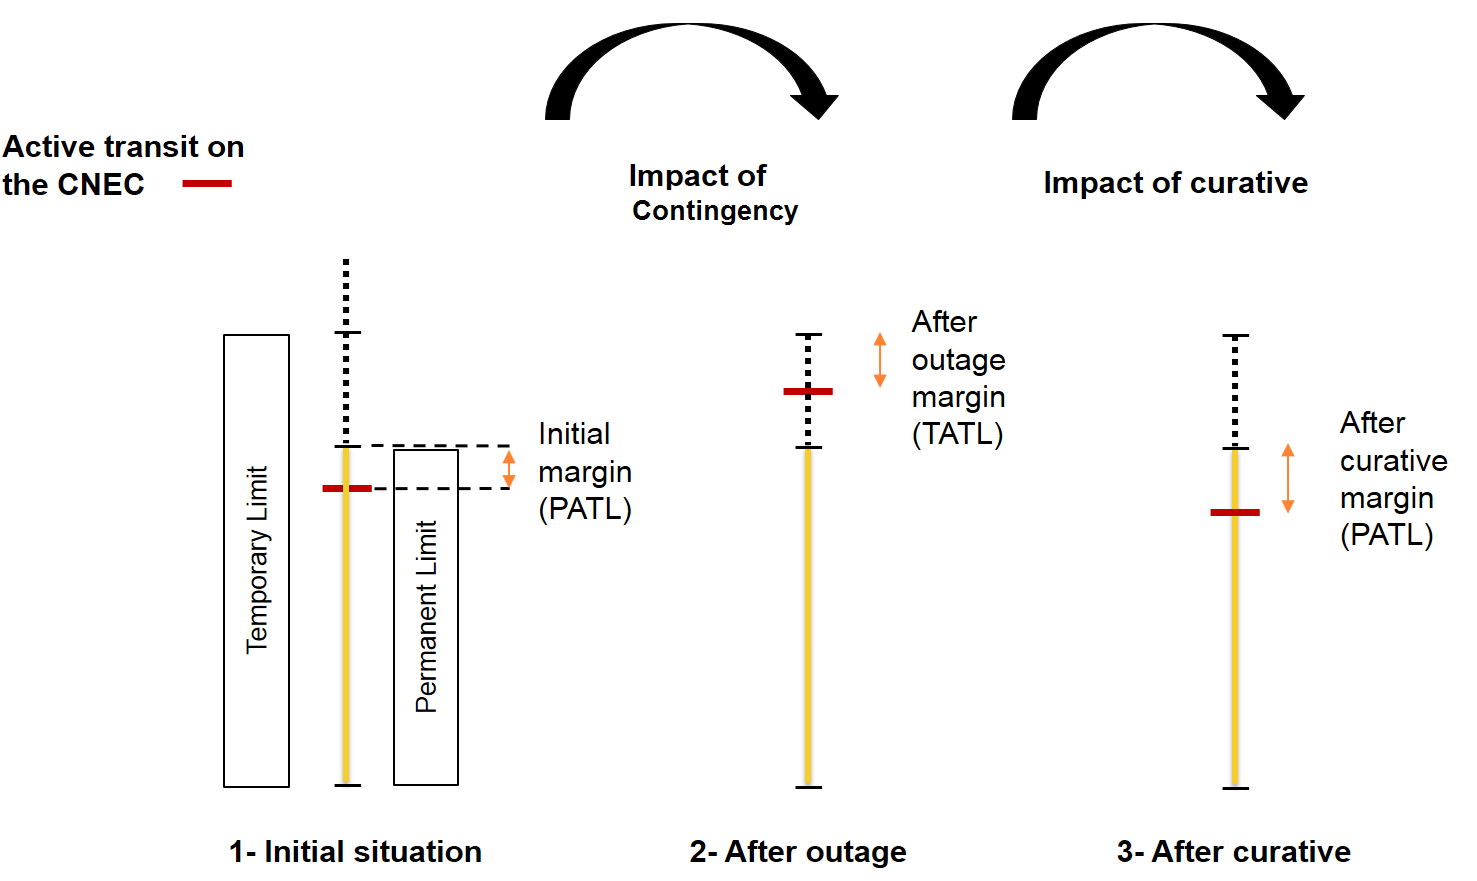 Active transit on
the CNEC
Impact of
Contingency
Impact of curative
Temporary Limit
Permanent Limit
Initial
margin
(PATL)
After
outage
margin
(TATL)
After
curative
margin
(PATL)
1- Initial situation
2- After outage
3- After curative